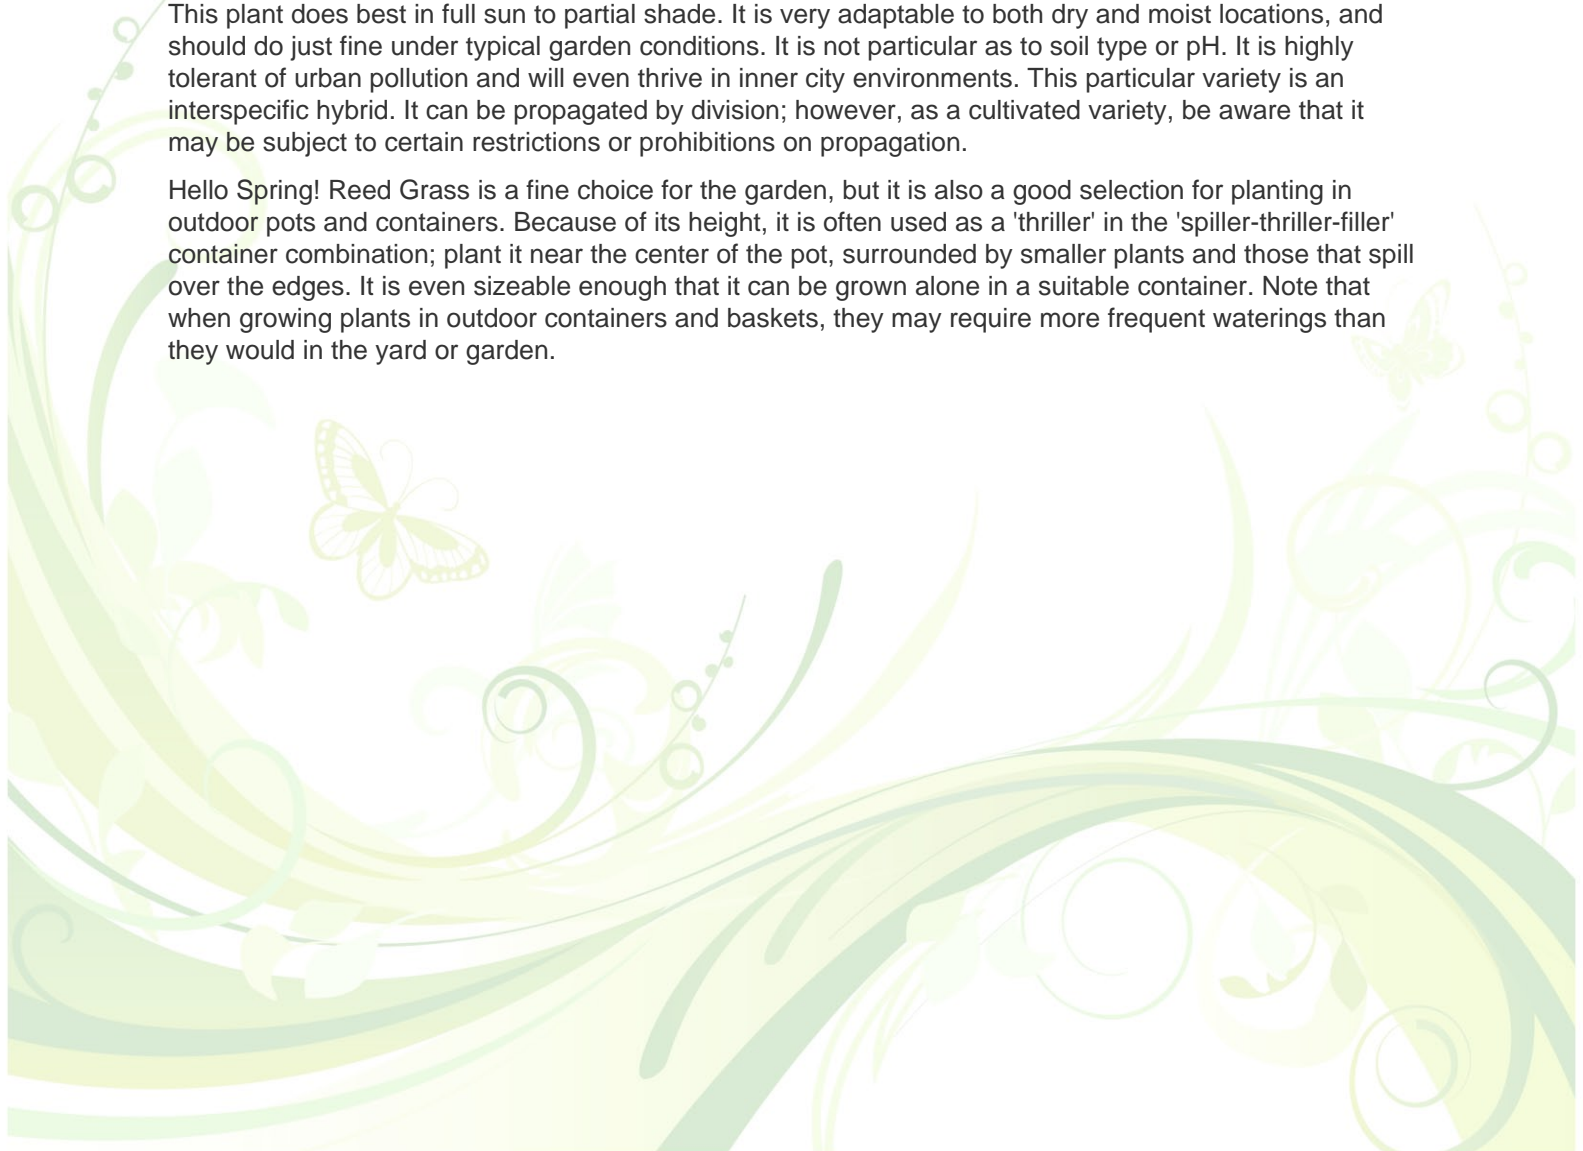 This plant does best in full sun to partial shade. It is very adaptable to both dry and moist locations, and
should do just fine under typical garden conditions. It is not particular as to soil type or pH. It is highly
tolerant of urban pollution and will even thrive in inner city environments. This particular variety is an
interspecific hybrid. It can be propagated by division; however, as a cultivated variety, be aware that it
may be subject to certain restrictions or prohibitions on propagation.
Hello Spring! Reed Grass is a fine choice for the garden, but it is also a good selection for planting in
outdoor pots and containers. Because of its height, it is often used as a 'thriller' in the 'spiller-thriller-filler'
container combination; plant it near the center of the pot, surrounded by smaller plants and those that spill
over the edges. It is even sizeable enough that it can be grown alone in a suitable container. Note that
when growing plants in outdoor containers and baskets, they may require more frequent waterings than
they would in the yard or garden.